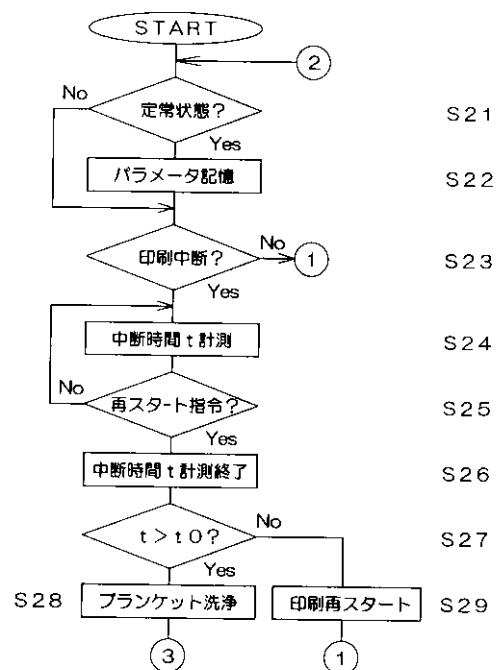 START
2
No
定常状態?
S21
Yes
パラメータ記憶
S22
印刷中断?
No
1
S23
Yes
中断時間t計測
S24
No
再スタート指令?
S25
Yes
中断時間t計測終了
S26
t>t0?
No
S27
Yes
S28
ブランケット洗浄
印刷再スタート
S29
3
1